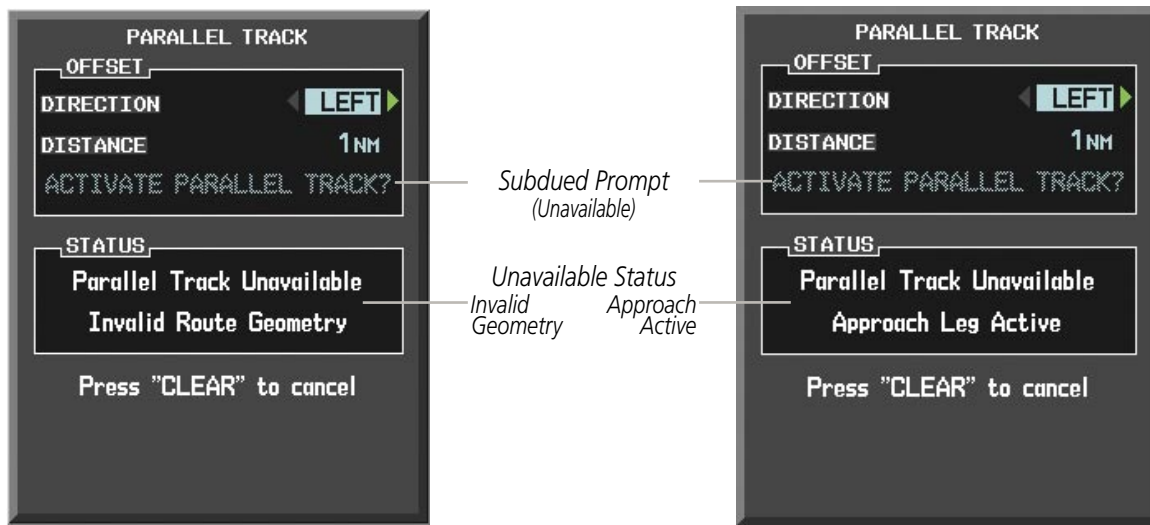 PARALLEL TRACK
OFFSET
DIRECTION LEFT
DISTANCE 1NM
ACTIVATE PARALLEL TRACK?
STATUS
Parallel Track Unavailable
Invalid Route Geometry
Press "CLEAR" to cancel
Subdued Prompt
(Unavailable)
Unavailable Status
Invalid
Geometry
Approach
Active
PARALLEL TRACK
OFFSET
DIRECTION LEFT
DISTANCE 1NM
ACTIVATE PARALLEL TRACK?
STATUS
Parallel Track Unavailable
Approach Leg Active
Press "CLEAR" to cancel